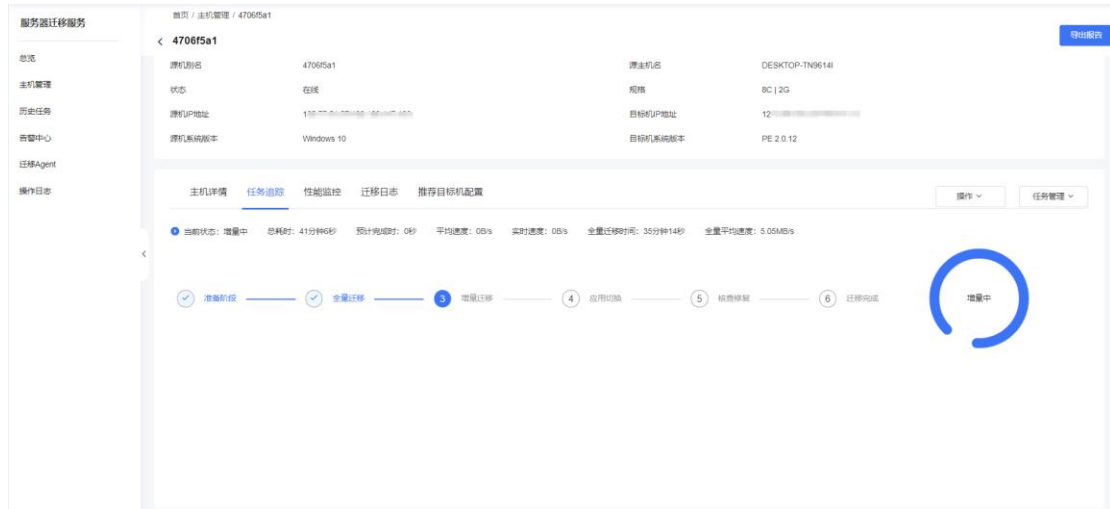 服务器迁移服务
总览
主机管理
历史任务
告警中心
迁移Agent
操作日志
首页 / 主机管理 / 4706f5a1
4706f5a1
导出报告
源机别名 4706f5a1 源主机名 DESKTOP-TN9614I
状态 在线 规格 8C | 2G
源机IP地址 目标机IP地址
源机系统版本 Windows 10 目标机系统版本 PE 2.0.12
主机详情 任务追踪 性能监控 迁移日志 推荐目标机配置 操作 任务管理
当前状态：增量中 总耗时：41分钟6秒 预计完成时：0秒 平均速度：0B/s 实时速度：0B/s 全量迁移时间：35分钟14秒 全量平均速度：5.05MB/s
准备阶段 全量迁移 3 增量迁移 4 应用切换 5 核查修复 6 迁移完成 增量中